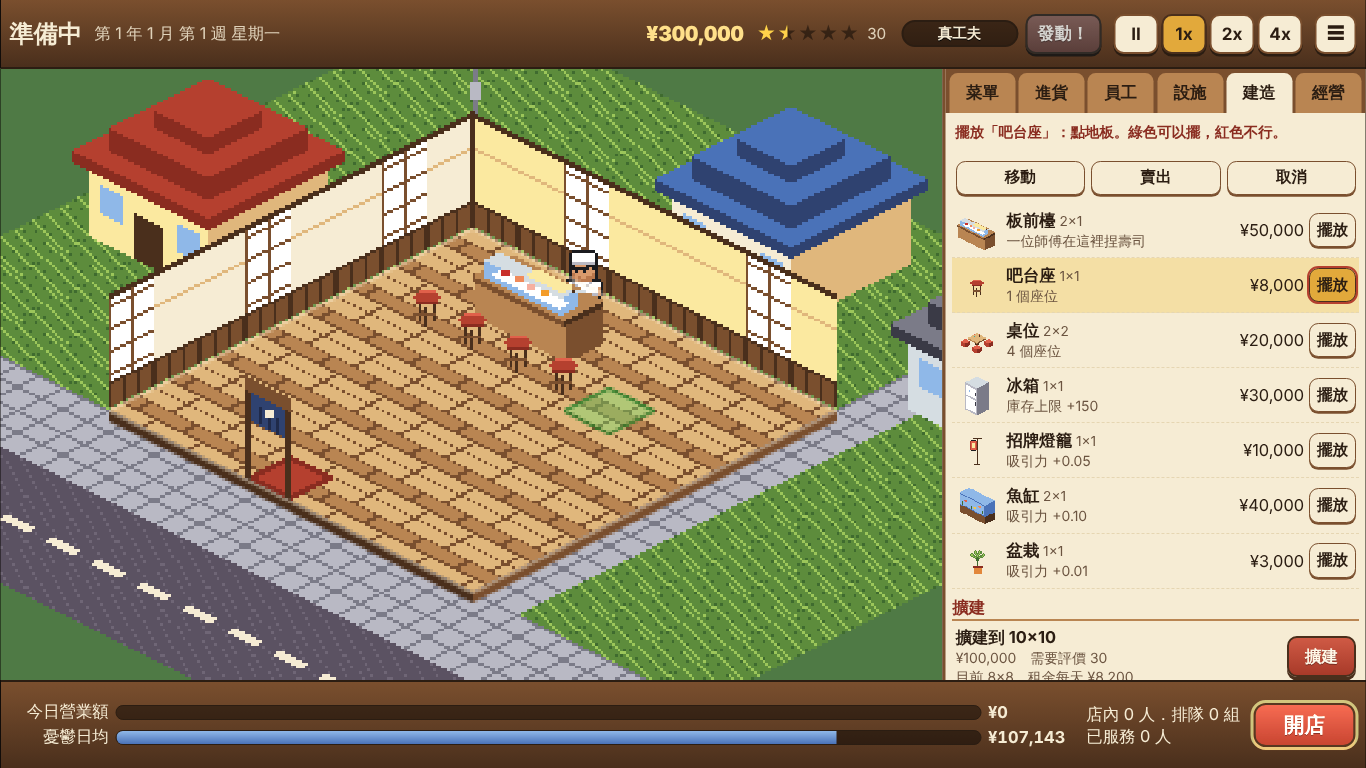 準備中 第 1 年 1 月 第 1 週 星期一
¥300,000
30
真工夫
發動！
1x
2x
4x
菜單
進貨
員工
設施
建造
經營
擺放「吧台座」：點地板。綠色可以擺，紅色不行。
移動
賣出
取消
板前檯 2×1
一位師傅在這裡捏壽司
¥50,000
擺放
吧台座 1×1
1 個座位
¥8,000
擺放
桌位 2×2
4 個座位
¥20,000
擺放
冰箱 1×1
庫存上限 +150
¥30,000
擺放
招牌燈籠 1×1
吸引力 +0.05
¥10,000
擺放
魚缸 2×1
吸引力 +0.10
¥40,000
擺放
盆栽 1×1
吸引力 +0.01
¥3,000
擺放
擴建
擴建到 10×10
¥100,000 需要評價 30
目前 8×8 租金每天 ¥8,200
擴建
今日營業額
¥0
憂鬱日均
¥107,143
店內 0 人．排隊 0 組
已服務 0 人
開店